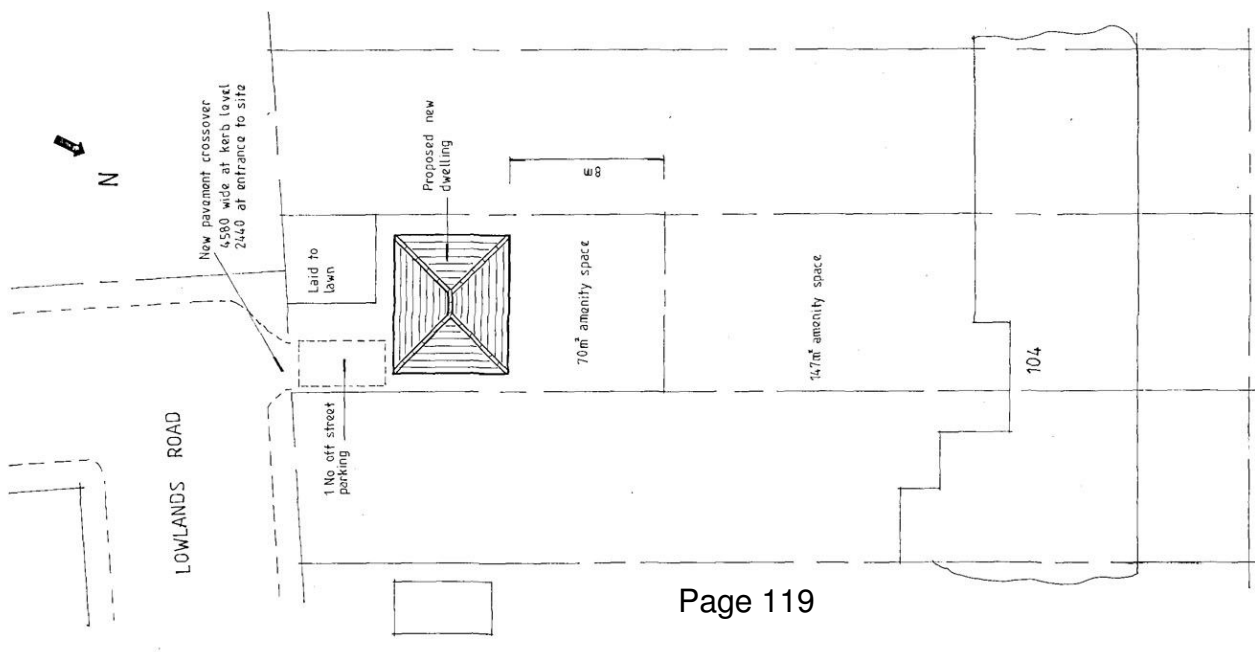 N
New pavement crossover
4580 wide at kerb level
2440 at entrance to site
LOWLANDS ROAD
1 No off street
parking
Laid to
lawn
Proposed new
dwelling
8m
70m² amenity space
147m² amenity space
104
Page 119